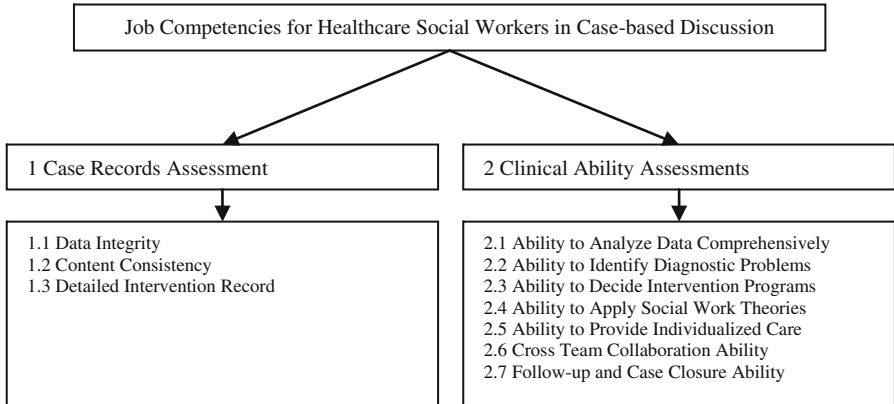 Job Competencies for Healthcare Social Workers in Case-based Discussion
1 Case Records Assessment
1.1 Data Integrity
1.2 Content Consistency
1.3 Detailed Intervention Record
2 Clinical Ability Assessments
2.1 Ability to Analyze Data Comprehensively
2.2 Ability to Identify Diagnostic Problems
2.3 Ability to Decide Intervention Programs
2.4 Ability to Apply Social Work Theories
2.5 Ability to Provide Individualized Care
2.6 Cross Team Collaboration Ability
2.7 Follow-up and Case Closure Ability